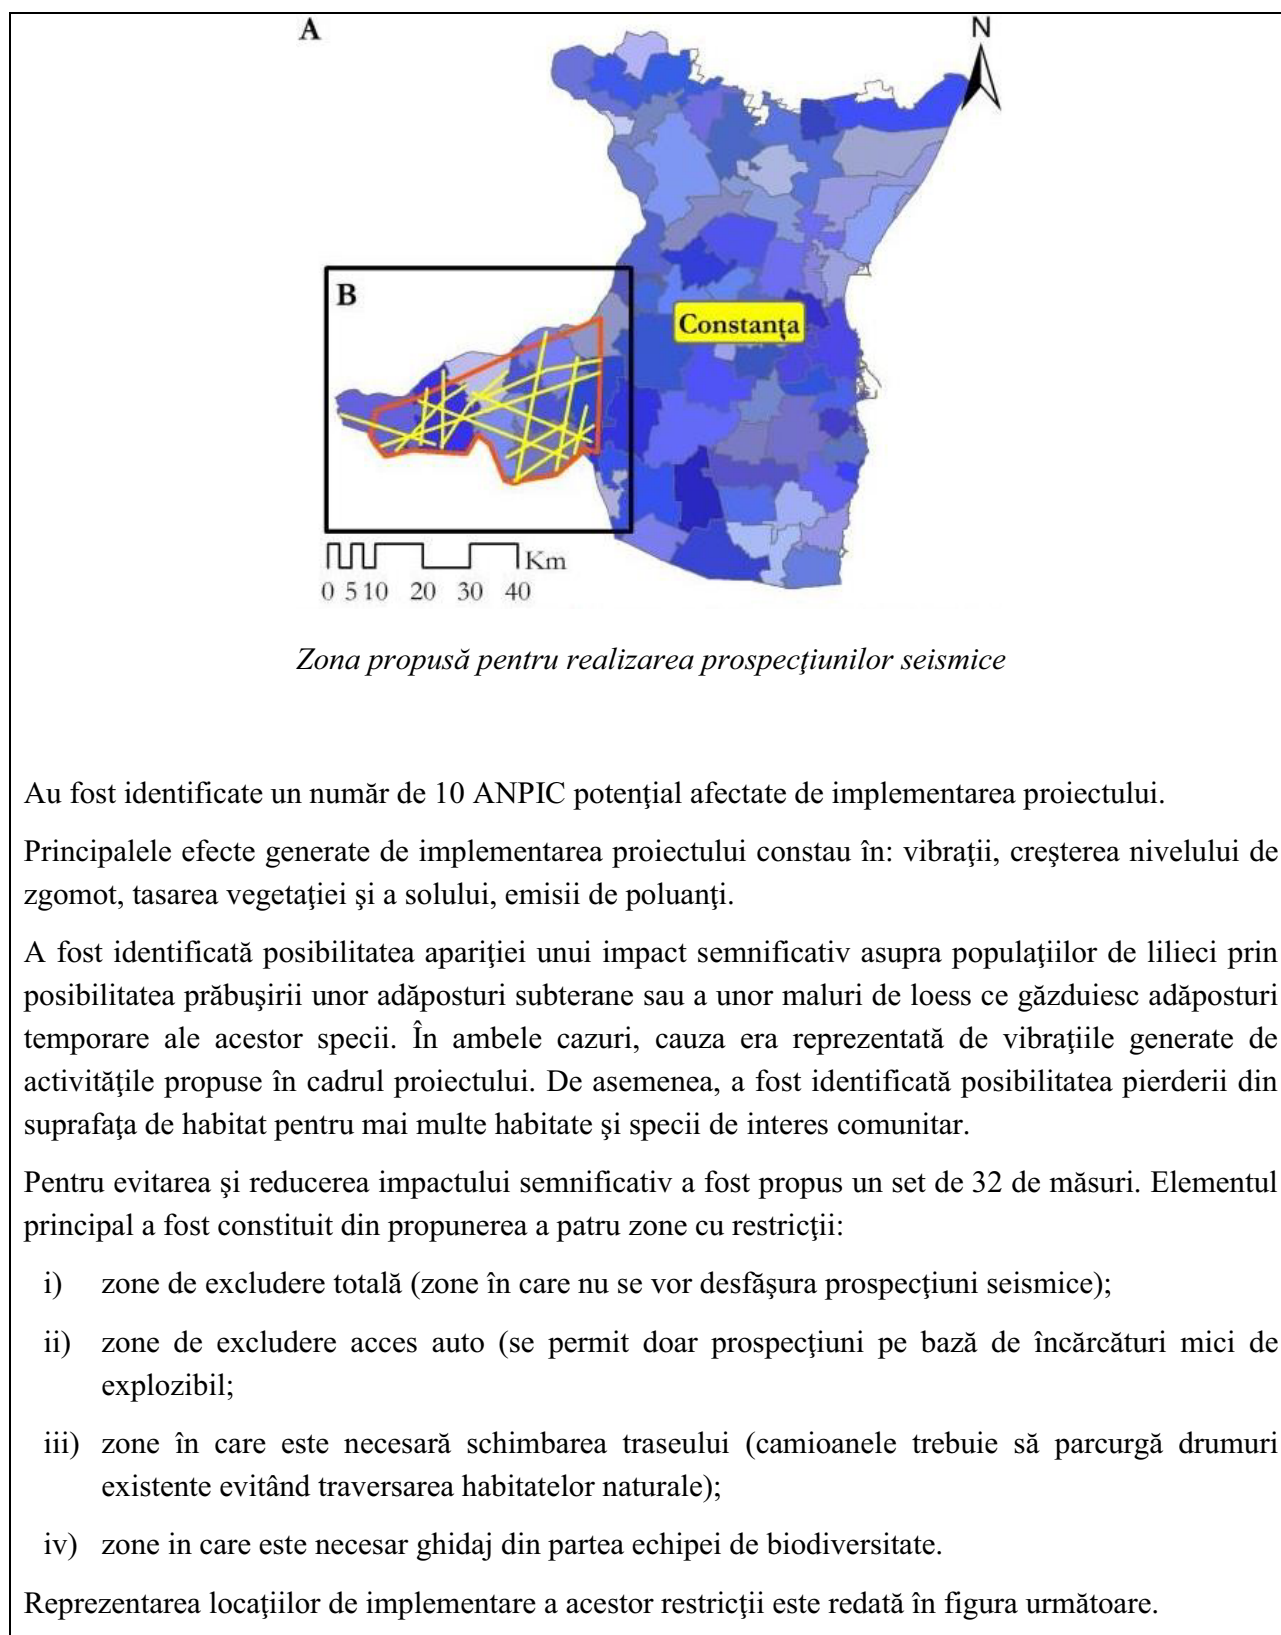 A
N
B
Constanţa
Km
0 5 10 20 30 40
Zona propusă pentru realizarea prospecţiunilor seismice
Au fost identificate un număr de 10 ANPIC potenţial afectate de implementarea proiectului.
Principalele efecte generate de implementarea proiectului constau în: vibraţii, creşterea nivelului de
zgomot, tasarea vegetaţiei şi a solului, emisii de poluanţi.
A fost identificată posibilitatea apariţiei unui impact semnificativ asupra populaţiilor de lilieci prin
posibilitatea prăbuşirii unor adăposturi subterane sau a unor maluri de loess ce găzduiesc adăposturi
temporare ale acestor specii. În ambele cazuri, cauza era reprezentată de vibraţiile generate de
activităţile propuse în cadrul proiectului. De asemenea, a fost identificată posibilitatea pierderii din
suprafaţa de habitat pentru mai multe habitate şi specii de interes comunitar.
Pentru evitarea şi reducerea impactului semnificativ a fost propus un set de 32 de măsuri. Elementul
principal a fost constituit din propunerea a patru zone cu restricţii:
i) zone de excludere totală (zone în care nu se vor desfăşura prospecţiuni seismice);
ii) zone de excludere acces auto (se permit doar prospecţiuni pe bază de încărcături mici de
explozibil;
iii) zone în care este necesară schimbarea traseului (camioanele trebuie să parcurgă drumuri
existente evitând traversarea habitatelor naturale);
iv) zone in care este necesar ghidaj din partea echipei de biodiversitate.
Reprezentarea locaţiilor de implementare a acestor restricţii este redată în figura următoare.